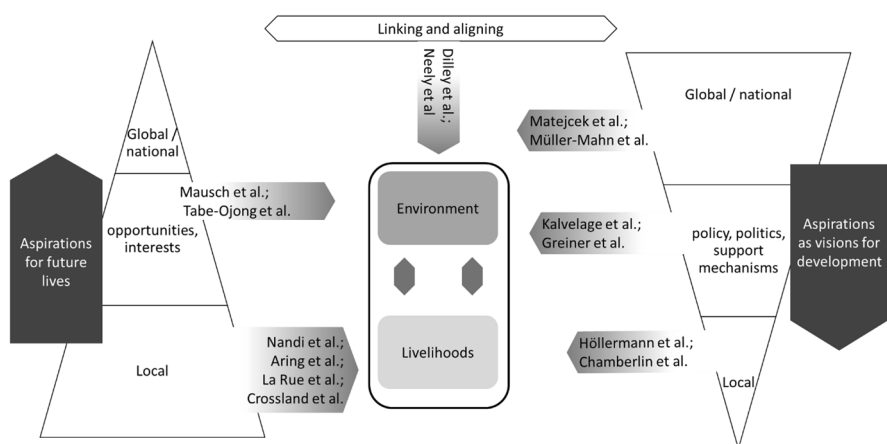 Linking and aligning
Dilley et al.;
Neely et al
Global /
national
Mausch et al.;
Tabe-Ojong et al.
opportunities,
interests
Aspirations
for future
lives
Local
Nandi et al.;
Aring et al.;
La Rue et al.;
Crossland et al.
Environment
Livelihoods
Matejcek et al.;
Müller-Mahn et al.
Kalvelage et al.;
Greiner et al.
Höllermann et al.;
Chamberlin et al.
Global / national
policy, politics,
support
mechanisms
Local
Aspirations
as visions for
development